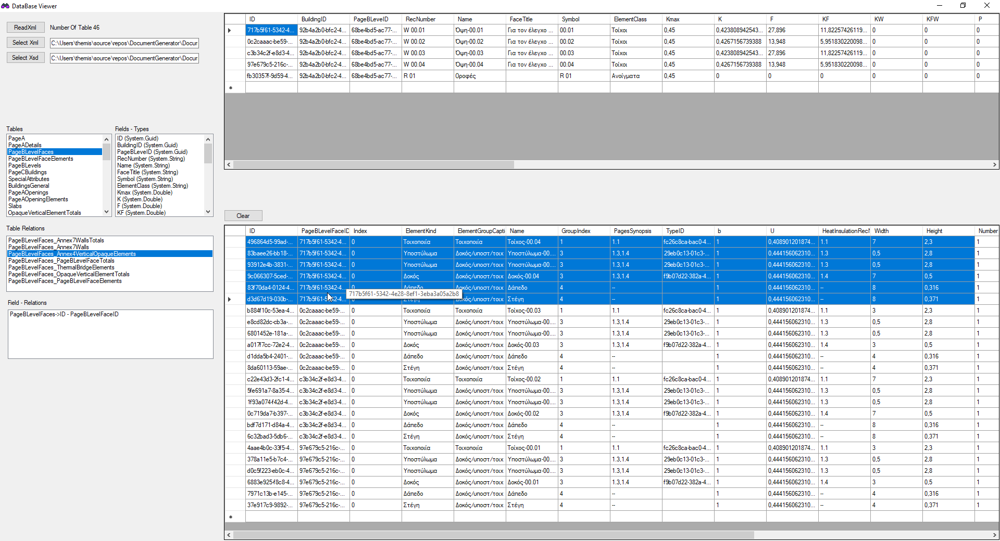 DataBase Viewer
ReadXml Number Of Table 46
Select Xml C:\Users\themis\source\repos\DocumentGenerator\Docur
Select Xsd C:\Users\themis\source\repos\DocumentGenerator\Docur
Tables
PageA
PageADetails
PageBLevelFaces
PageBLevelFaceElements
PageBLevels
PageCBuildings
SpecialAttributes
BuildingsGeneral
PageAOpenings
PageAOpeningElements
Slabs
OpaqueVerticalElementTotals
Fields - Types
ID (System.Guid)
BuildingID (System.Guid)
PageBLeveID (System.Guid)
RecNumber (System.String)
Name (System.String)
FaceTitle (System.String)
Symbol (System.String)
ElementClass (System.String)
Kmax (System.Double)
K (System.Double)
F (System.Double)
KF (System.Double)
Table Relations
PageBLevelFaces_Annex7WallsTotals
PageBLevelFaces_Annex7Walls
PageBLevelFaces_Annex4VerticalOpaqueElements
PageBLevelFaces_PageBLevelFaceTotals
PageBLevelFaces_ThermalBridgeElements
PageBLevelFaces_OpaqueVerticalElementTotals
PageBLevelFaces_PageBLevelFaceElements
Field - Relations
PageBLevelFaces->ID - PageBLevelFaceID
ID BuildingID PageBLeveID RecNumber Name FaceTitle Symbol ElementClass Kmax K F KF KW KFW P
717b5f61-5342-4... 92b4a2b0-bfc2-4... 68be4bd5-ac77-... W 00.01 Όψη-00.01 Για τον έλεγχο ... 00.01 Τοίχοι 0,45 0,423808942543... 27,896 11,82257426119... 0 0 0
0c2caaac-be59-... 92b4a2b0-bfc2-4... 68be4bd5-ac77-... W 00.02 Όψη-00.02 Για τον έλεγχο ... 00.02 Τοίχοι 0,45 0,4267156739388 13,948 5,951830220098... 0 0 0
c3b34c2f-e8d3-4... 92b4a2b0-bfc2-4... 68be4bd5-ac77-... W 00.03 Όψη-00.03 Για τον έλεγχο ... 00.03 Τοίχοι 0,45 0,423808942543... 27,896 11,82257426119... 0 0 0
97e679c5-216c-... 92b4a2b0-bfc2-4... 68be4bd5-ac77-... W 00.04 Όψη-00.04 Για τον έλεγχο ... 00.04 Τοίχοι 0,45 0,4267156739388 13,948 5,951830220098... 0 0 0
fb30357f-9d59-4... 92b4a2b0-bfc2-4... 68be4bd5-ac77-... R 01 Οροφές R 01 Ανοίγματα 0,45 0 0 0 0 0 0
Clear
ID PageBLevelFaceID Index ElementKind ElementGroupCapti Name GroupIndex PagesSynopsis TypeID b U HeatInsulationRecN Width Height Number
496864d5-99ad-... 717b5f61-5342-4... 0 Τοιχοποιία Τοιχοποιία Τοίχος-00.04 1 1.1 fc26c8ca-bac0-4... 1 0,408901201874... 1.1 7 2,3 1
83baee26-bb18-... 717b5f61-5342-4... 0 Υποστύλωμα Δοκός/υποστ/τοιχ Υποστύλωμα-00.... 3 1.3,1.4 29eb0c13-01c3-... 1 0,444156062310... 1.3 0,5 2,8 1
93912e4b-3831-... 717b5f61-5342-4... 0 Υποστύλωμα Δοκός/υποστ/τοιχ Υποστύλωμα-00.... 3 1.3,1.4 29eb0c13-01c3-... 1 0,444156062310... 1.3 0,5 2,8 1
9c066307-5ced-... 717b5f61-5342-4... 0 Δοκός Δοκός/υποστ/τοιχ Δοκός-00.04 3 1.3,1.4 f9b07d22-382a-4... 1 0,444156062310... 1.4 7 0,5 1
83f70da4-0124-4... 717b5f61-5342-4... 0 Δάπεδο Δοκός/υποστ/τοιχ Δάπεδο 4 -- 1 0,444156062310... -- 8 0,316 1
717b5f61-5342-4e28-8ef1-3eba3a05a2b8
d3d67d19-030b-... 717b5f61-5342-4... 0 Στέγη Δοκός/υποστ/τοιχ Στέγη 4 -- 1 0,444156062310... -- 8 0,371 1
b884f10c-53ea-4... 0c2caaac-be59-... 0 Τοιχοποιία Τοιχοποιία Τοίχος-00.03 1 1.1 fc26c8ca-bac0-4... 1 0,408901201874... 1.1 3 2,3 1
e8cd82dc-cb3a-... 0c2caaac-be59-... 0 Υποστύλωμα Δοκός/υποστ/τοιχ Υποστύλωμα-00.... 3 1.3,1.4 29eb0c13-01c3-... 1 0,444156062310... 1.3 0,5 2,8 1
6801452e-181a-... 0c2caaac-be59-... 0 Υποστύλωμα Δοκός/υποστ/τοιχ Υποστύλωμα-00.... 3 1.3,1.4 29eb0c13-01c3-... 1 0,444156062310... 1.3 0,5 2,8 1
a017f7cc-72e2-4... 0c2caaac-be59-... 0 Δοκός Δοκός/υποστ/τοιχ Δοκός-00.03 3 1.3,1.4 f9b07d22-382a-4... 1 0,444156062310... 1.4 3 0,5 1
d1dda5b4-2401-... 0c2caaac-be59-... 0 Δάπεδο Δοκός/υποστ/τοιχ Δάπεδο 4 -- 1 0,444156062310... -- 4 0,316 1
8da60113-59ae-... 0c2caaac-be59-... 0 Στέγη Δοκός/υποστ/τοιχ Στέγη 4 -- 1 0,444156062310... -- 4 0,371 1
c22e43d3-2fc1-4... c3b34c2f-e8d3-4... 0 Τοιχοποιία Τοιχοποιία Τοίχος-00.02 1 1.1 fc26c8ca-bac0-4... 1 0,408901201874... 1.1 7 2,3 1
5fe691a7-8a35-4... c3b34c2f-e8d3-4... 0 Υποστύλωμα Δοκός/υποστ/τοιχ Υποστύλωμα-00.... 3 1.3,1.4 29eb0c13-01c3-... 1 0,444156062310... 1.3 0,5 2,8 1
1f93a074-f42d-4... c3b34c2f-e8d3-4... 0 Υποστύλωμα Δοκός/υποστ/τοιχ Υποστύλωμα-00.... 3 1.3,1.4 29eb0c13-01c3-... 1 0,444156062310... 1.3 0,5 2,8 1
0c719da7-b397-... c3b34c2f-e8d3-4... 0 Δοκός Δοκός/υποστ/τοιχ Δοκός-00.02 3 1.3,1.4 f9b07d22-382a-4... 1 0,444156062310... 1.4 7 0,5 1
bdf7d171-d84a-4... c3b34c2f-e8d3-4... 0 Δάπεδο Δοκός/υποστ/τοιχ Δάπεδο 4 -- 1 0,444156062310... -- 8 0,316 1
6c32bad3-5db6-... c3b34c2f-e8d3-4... 0 Στέγη Δοκός/υποστ/τοιχ Στέγη 4 -- 1 0,444156062310... -- 8 0,371 1
4aae4b0c-33f5-4... 97e679c5-216c-... 0 Τοιχοποιία Τοιχοποιία Τοίχος-00.01 1 1.1 fc26c8ca-bac0-4... 1 0,408901201874... 1.1 3 2,3 1
378a11e5-b7c4-... 97e679c5-216c-... 0 Υποστύλωμα Δοκός/υποστ/τοιχ Υποστύλωμα-00.... 3 1.3,1.4 29eb0c13-01c3-... 1 0,444156062310... 1.3 0,5 2,8 1
d0c5f223-eb0c-4... 97e679c5-216c-... 0 Υποστύλωμα Δοκός/υποστ/τοιχ Υποστύλωμα-00.... 3 1.3,1.4 29eb0c13-01c3-... 1 0,444156062310... 1.3 0,5 2,8 1
6883e925-f8c8-4... 97e679c5-216c-... 0 Δοκός Δοκός/υποστ/τοιχ Δοκός-00.01 3 1.3,1.4 f9b07d22-382a-4... 1 0,444156062310... 1.4 3 0,5 1
7971c13b-e145-... 97e679c5-216c-... 0 Δάπεδο Δοκός/υποστ/τοιχ Δάπεδο 4 -- 1 0,444156062310... -- 4 0,316 1
37e917c9-9892-... 97e679c5-216c-... 0 Στέγη Δοκός/υποστ/τοιχ Στέγη 4 -- 1 0,444156062310... -- 4 0,371 1